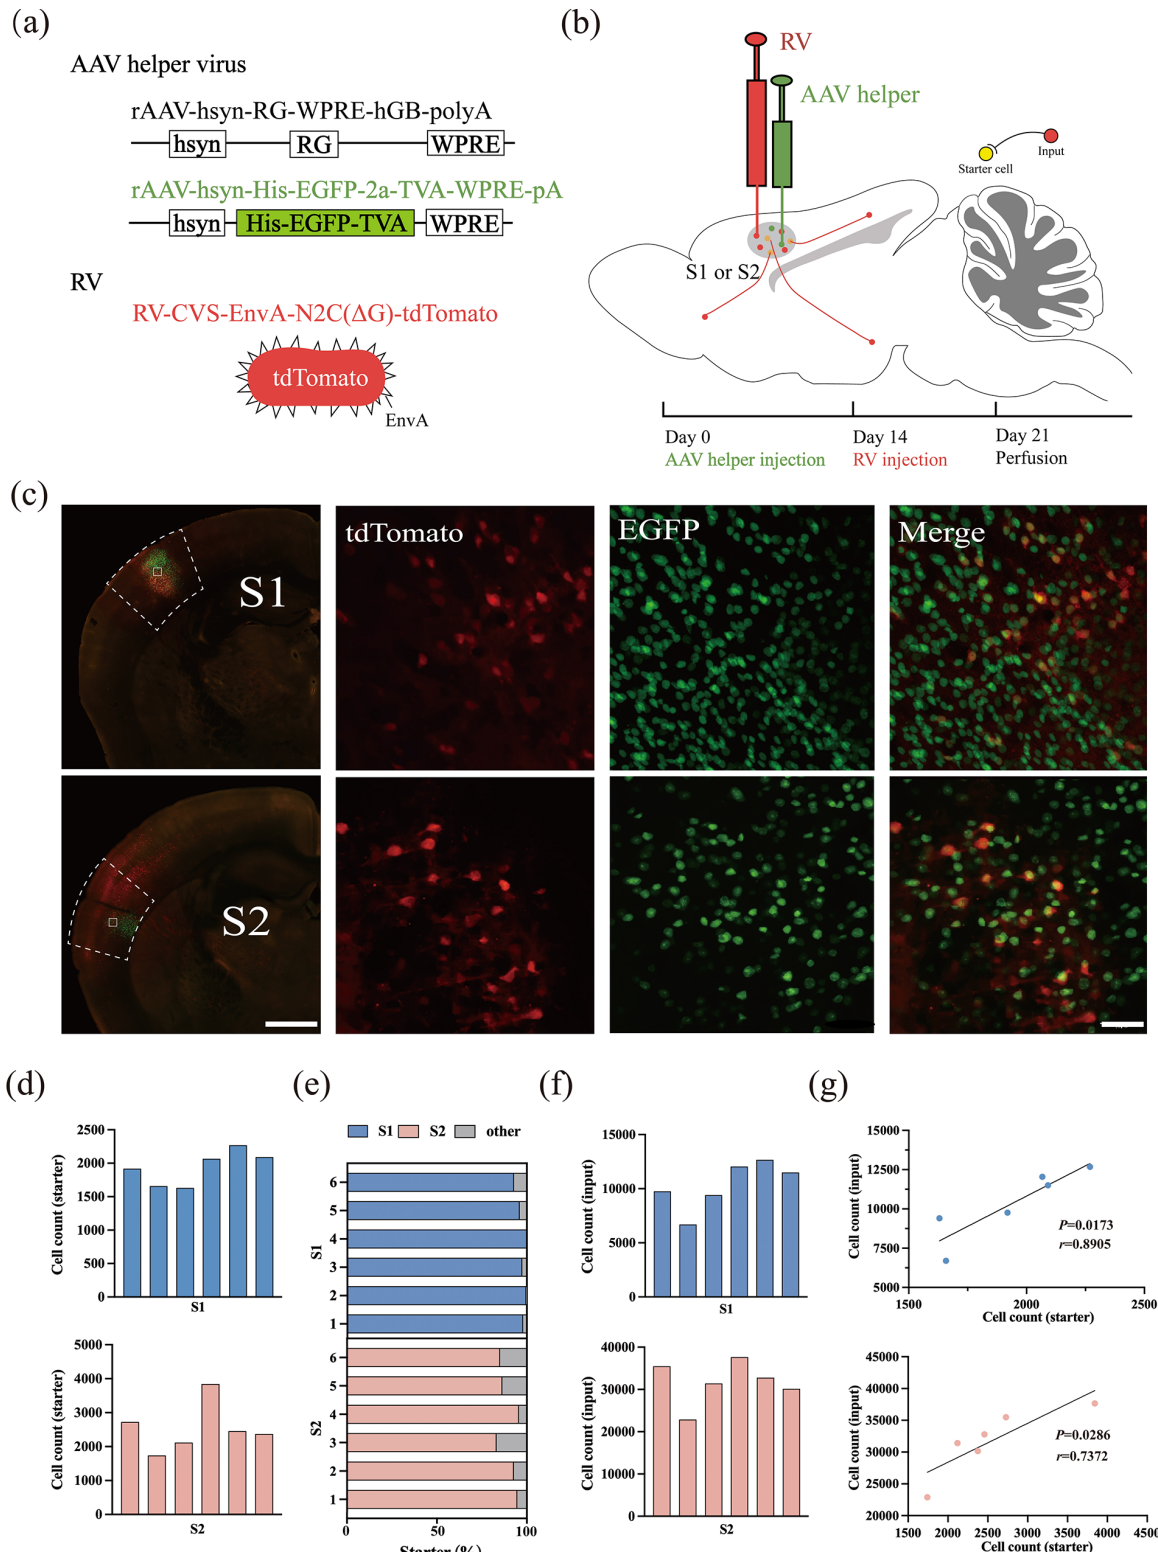 (a)
AAV helper virus
rAAV-hsyn-RG-WPRE-hGB-polyA
hsyn RG WPRE
rAAV-hsyn-His-EGFP-2a-TVA-WPRE-pA
hsyn His-EGFP-TVA WPRE
RV
RV-CVS-EnvA-N2C(ΔG)-tdTomato
tdTomato
EnvA
(b)
RV
AAV helper
Input
Starter cell
S1 or S2
Day 0 Day 14 Day 21
AAV helper injection RV injection Perfusion
(c)
tdTomato EGFP Merge
S1
S2
(d)
2500
2000
1500
1000
500
0
Cell count (starter)
S1
5000
4000
3000
2000
1000
0
Cell count (starter)
S2
(e)
S1 S2 other
6
5
4
3
2
1
S1
6
5
4
3
2
1
S2
0 50 100
Starter (%)
(f)
15000
10000
5000
0
Cell count (input)
S1
40000
30000
20000
10000
0
Cell count (input)
S2
(g)
15000
12500
10000
7500
5000
Cell count (input)
P=0.0173
r=0.8905
1500 2000 2500
Cell count (starter)
45000
40000
35000
30000
25000
20000
Cell count (input)
P=0.0286
r=0.7372
1500 2000 2500 3000 3500 4000 4500
Cell count (starter)